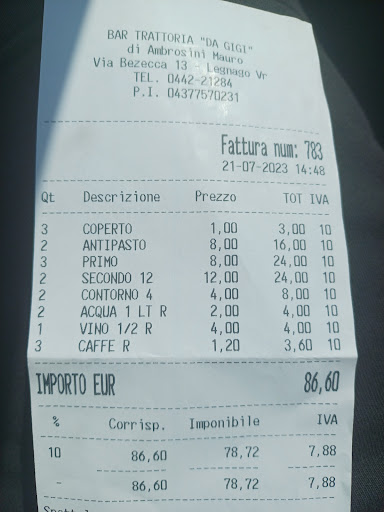 BAR TRATTORIA "DA GIGI"
di Ambrosini Mauro
Via Bezecca 13 - Legnago Vr
TEL. 0442-21284
P.I. 04377570231
Fattura num: 783
21-07-2023 14:48
Qt Descrizione Prezzo TOT IVA
3 COPERTO 1,00 3,00 10
2 ANTIPASTO 8,00 16,00 10
3 PRIMO 8,00 24,00 10
2 SECONDO 12 12,00 24,00 10
2 CONTORNO 4 4,00 8,00 10
2 ACQUA 1 LT R 2,00 4,00 10
1 VINO 1/2 R 4,00 4,00 10
3 CAFFE R 1,20 3,60 10
IMPORTO EUR 86,60
% Corrisp. Imponibile IVA
10 86,60 78,72 7,88
- 86,60 78,72 7,88